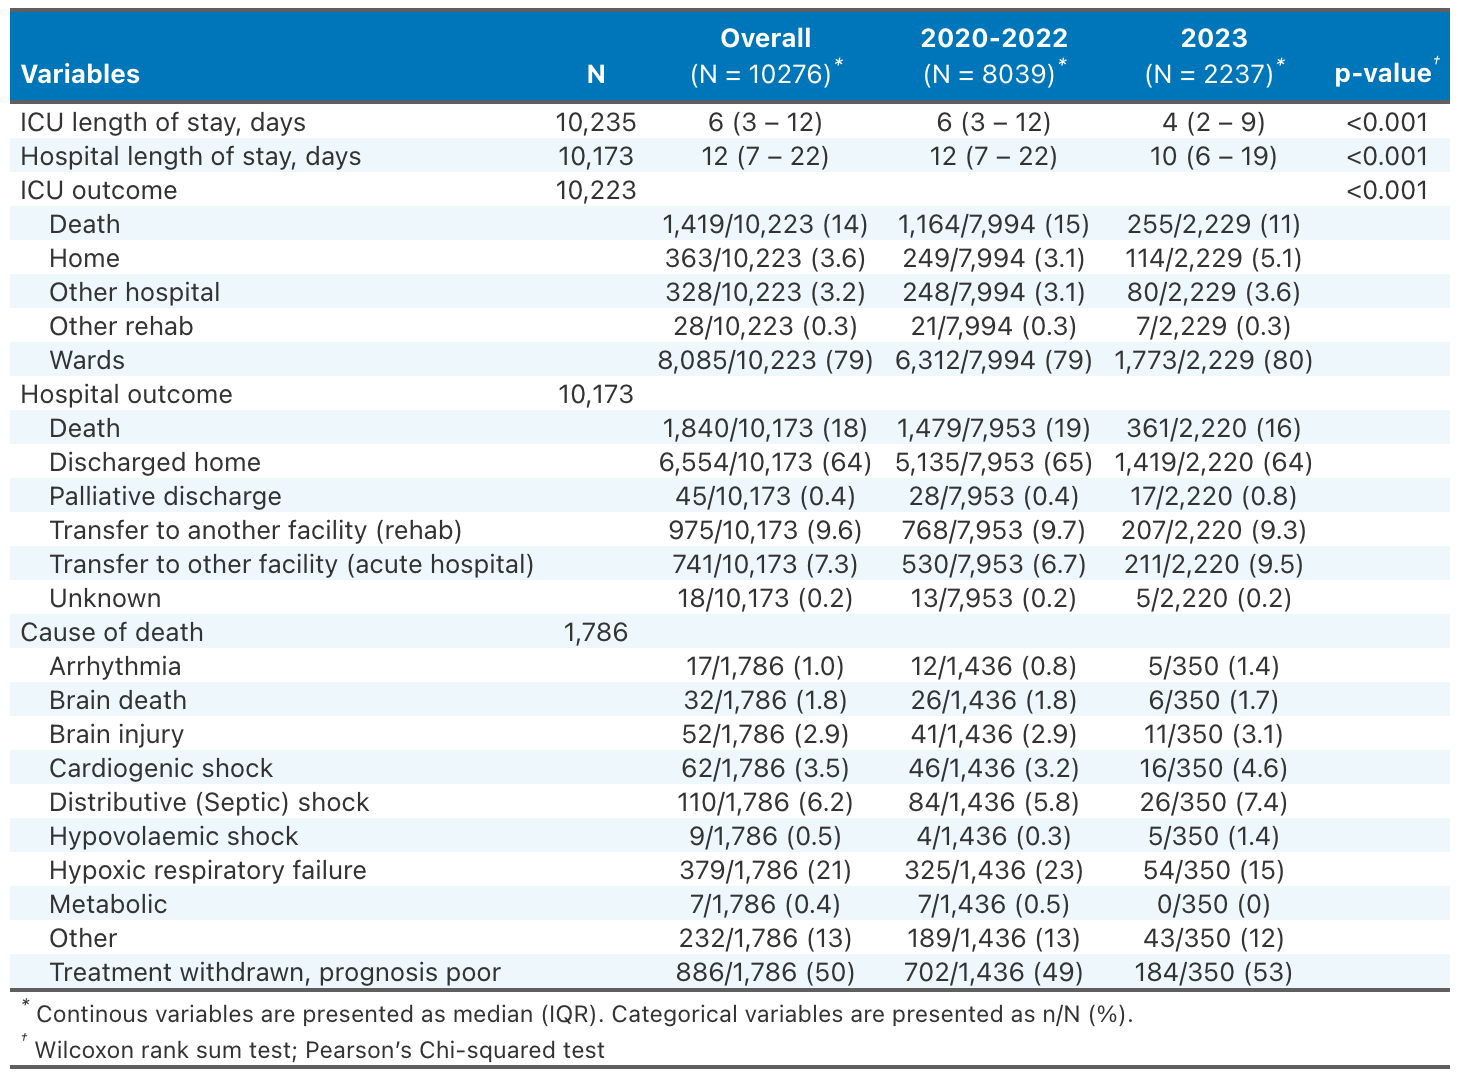 Variables N Overall (N = 10276)* 2020-2022 (N = 8039)* 2023 (N = 2237)* p-value†
ICU length of stay, days 10,235 6 (3 – 12) 6 (3 – 12) 4 (2 – 9) <0.001
Hospital length of stay, days 10,173 12 (7 – 22) 12 (7 – 22) 10 (6 – 19) <0.001
ICU outcome 10,223 <0.001
Death 1,419/10,223 (14) 1,164/7,994 (15) 255/2,229 (11)
Home 363/10,223 (3.6) 249/7,994 (3.1) 114/2,229 (5.1)
Other hospital 328/10,223 (3.2) 248/7,994 (3.1) 80/2,229 (3.6)
Other rehab 28/10,223 (0.3) 21/7,994 (0.3) 7/2,229 (0.3)
Wards 8,085/10,223 (79) 6,312/7,994 (79) 1,773/2,229 (80)
Hospital outcome 10,173
Death 1,840/10,173 (18) 1,479/7,953 (19) 361/2,220 (16)
Discharged home 6,554/10,173 (64) 5,135/7,953 (65) 1,419/2,220 (64)
Palliative discharge 45/10,173 (0.4) 28/7,953 (0.4) 17/2,220 (0.8)
Transfer to another facility (rehab) 975/10,173 (9.6) 768/7,953 (9.7) 207/2,220 (9.3)
Transfer to other facility (acute hospital) 741/10,173 (7.3) 530/7,953 (6.7) 211/2,220 (9.5)
Unknown 18/10,173 (0.2) 13/7,953 (0.2) 5/2,220 (0.2)
Cause of death 1,786
Arrhythmia 17/1,786 (1.0) 12/1,436 (0.8) 5/350 (1.4)
Brain death 32/1,786 (1.8) 26/1,436 (1.8) 6/350 (1.7)
Brain injury 52/1,786 (2.9) 41/1,436 (2.9) 11/350 (3.1)
Cardiogenic shock 62/1,786 (3.5) 46/1,436 (3.2) 16/350 (4.6)
Distributive (Septic) shock 110/1,786 (6.2) 84/1,436 (5.8) 26/350 (7.4)
Hypovolaemic shock 9/1,786 (0.5) 4/1,436 (0.3) 5/350 (1.4)
Hypoxic respiratory failure 379/1,786 (21) 325/1,436 (23) 54/350 (15)
Metabolic 7/1,786 (0.4) 7/1,436 (0.5) 0/350 (0)
Other 232/1,786 (13) 189/1,436 (13) 43/350 (12)
Treatment withdrawn, prognosis poor 886/1,786 (50) 702/1,436 (49) 184/350 (53)
* Continous variables are presented as median (IQR). Categorical variables are presented as n/N (%).
† Wilcoxon rank sum test; Pearson’s Chi-squared test